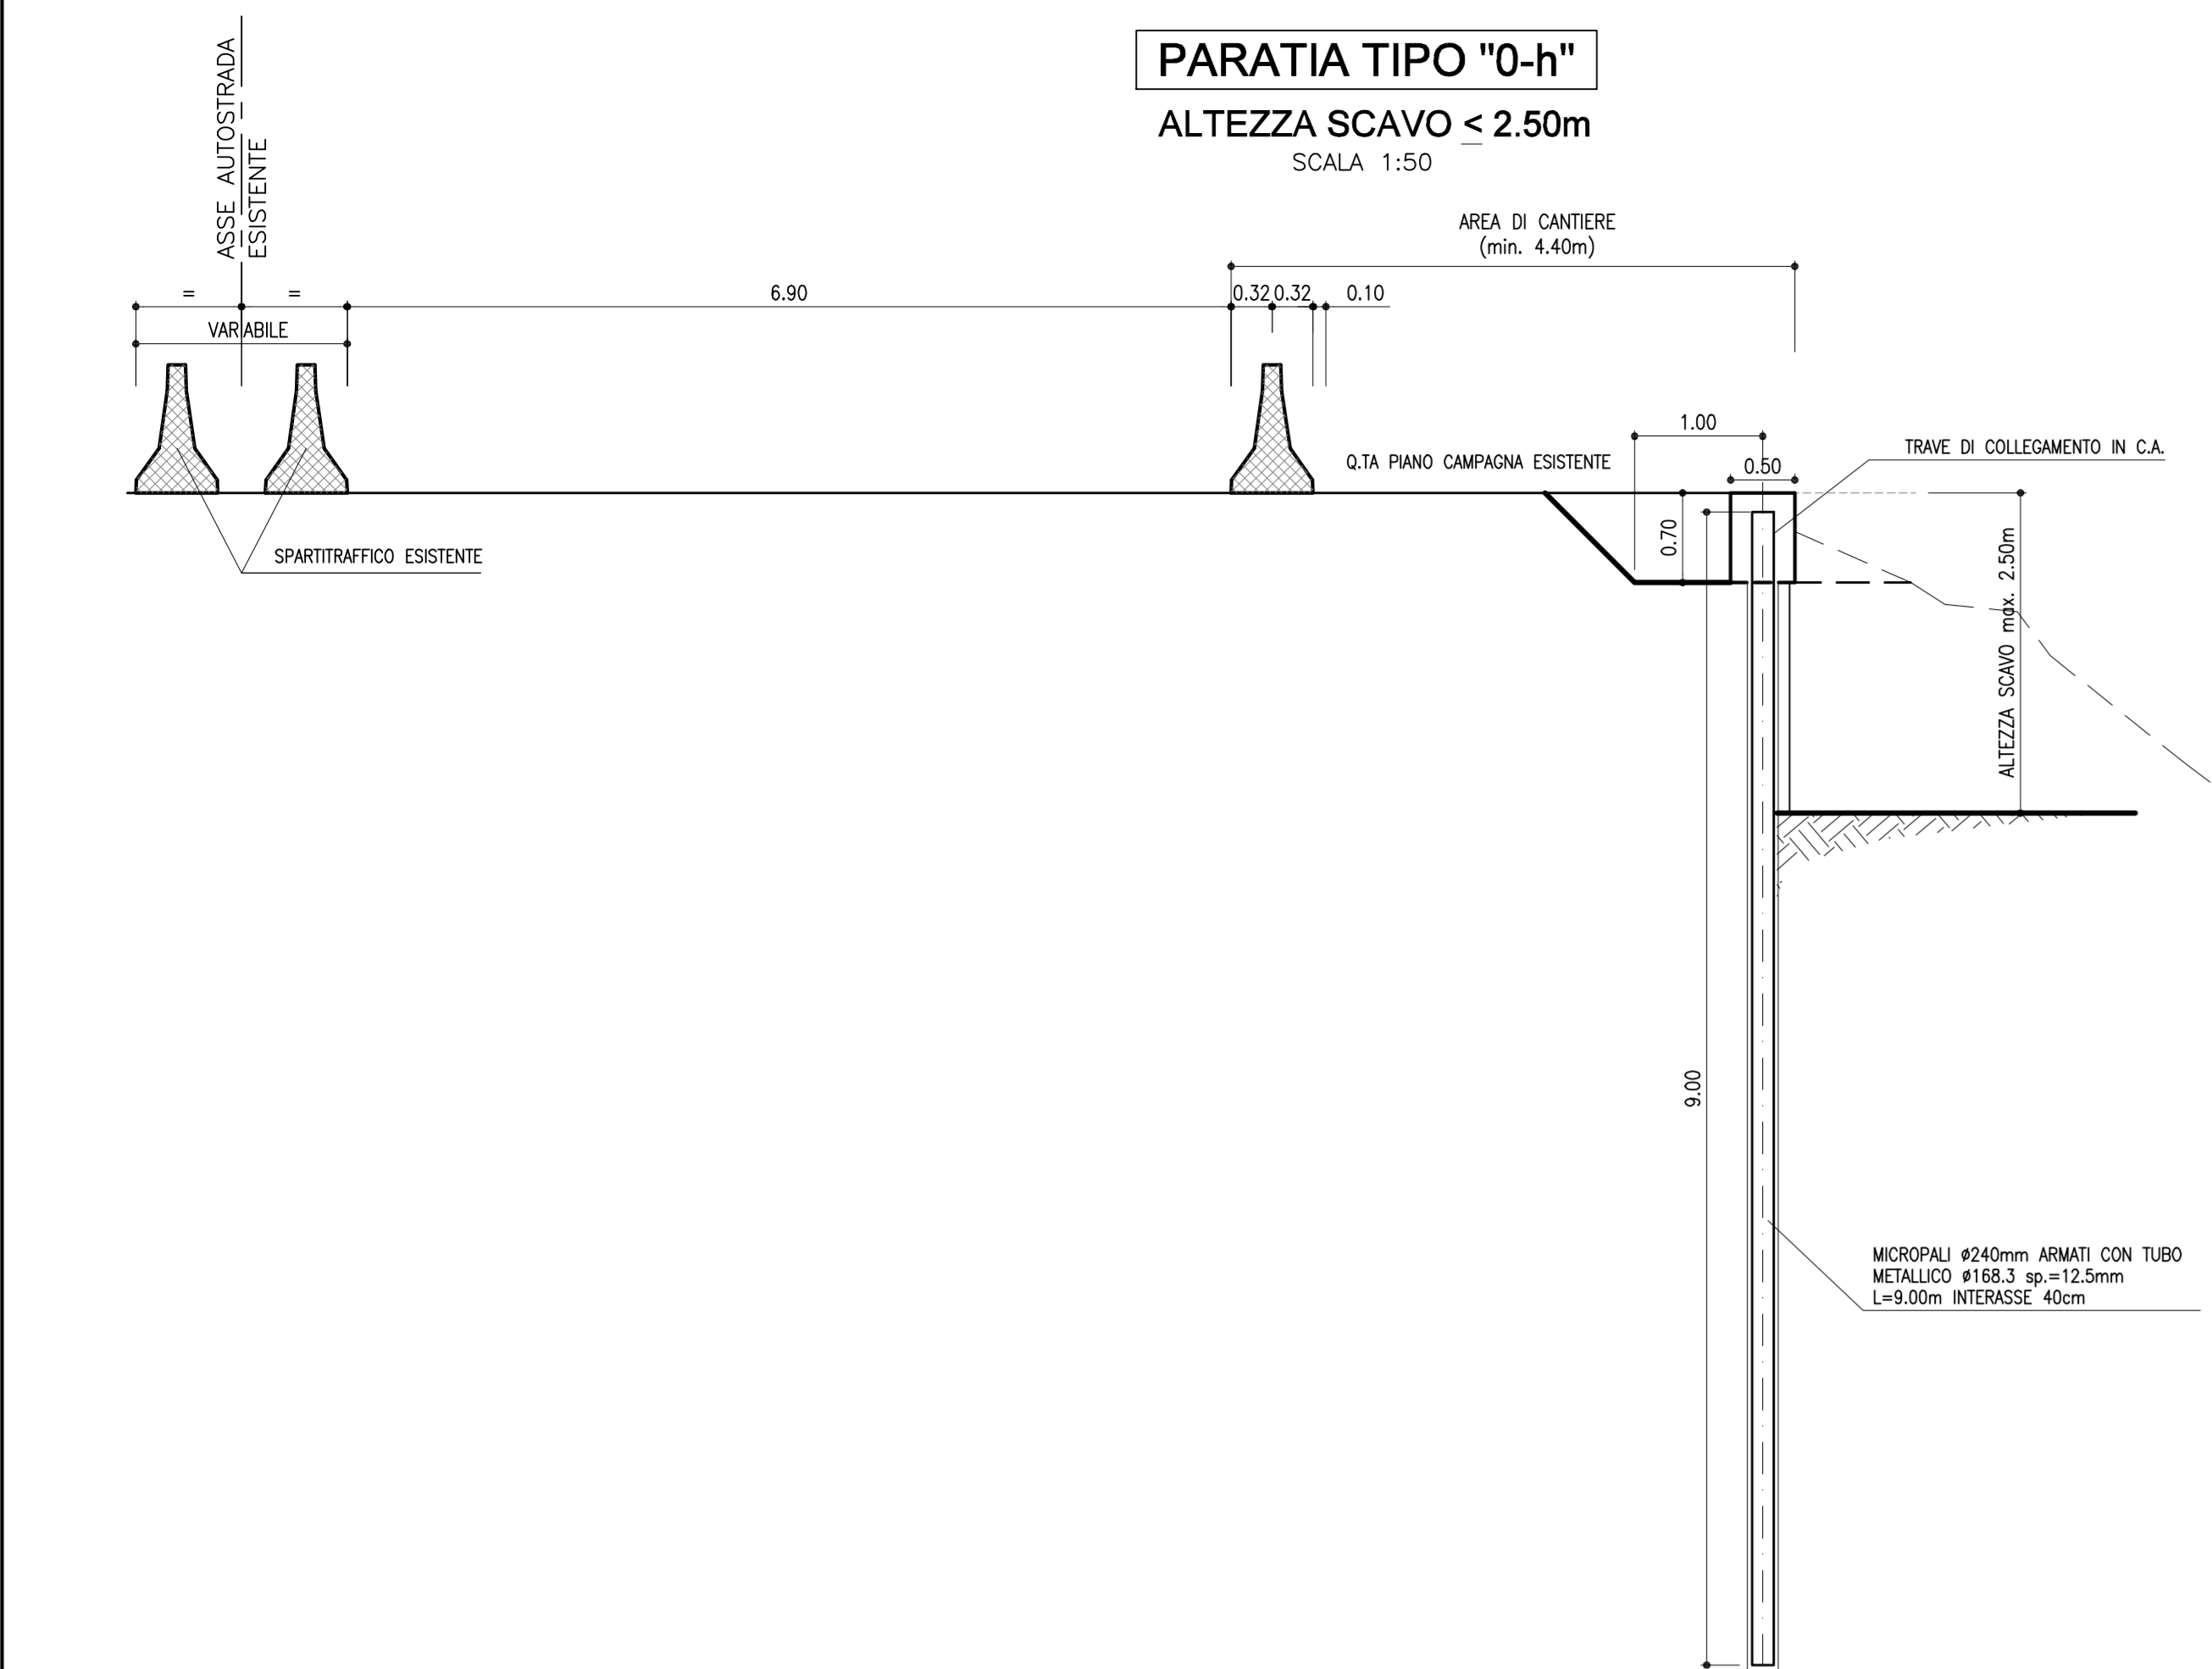 PARATIA TIPO "0-h"
ALTEZZA SCAVO ≤ 2.50m
SCALA 1:50
ASSE AUTOSTRADA
ESISTENTE
AREA DI CANTIERE
(min. 4.40m)
= =
6.90
0.32 0.32 0.10
VARIABILE
1.00
0.50
TRAVE DI COLLEGAMENTO IN C.A.
Q.TA PIANO CAMPAGNA ESISTENTE
0.70
SPARTITRAFFICO ESISTENTE
ALTEZZA SCAVO max. 2.50m
9.00
MICROPALI ø240mm ARMATI CON TUBO
METALLICO ø168.3 sp.=12.5mm
L=9.00m INTERASSE 40cm